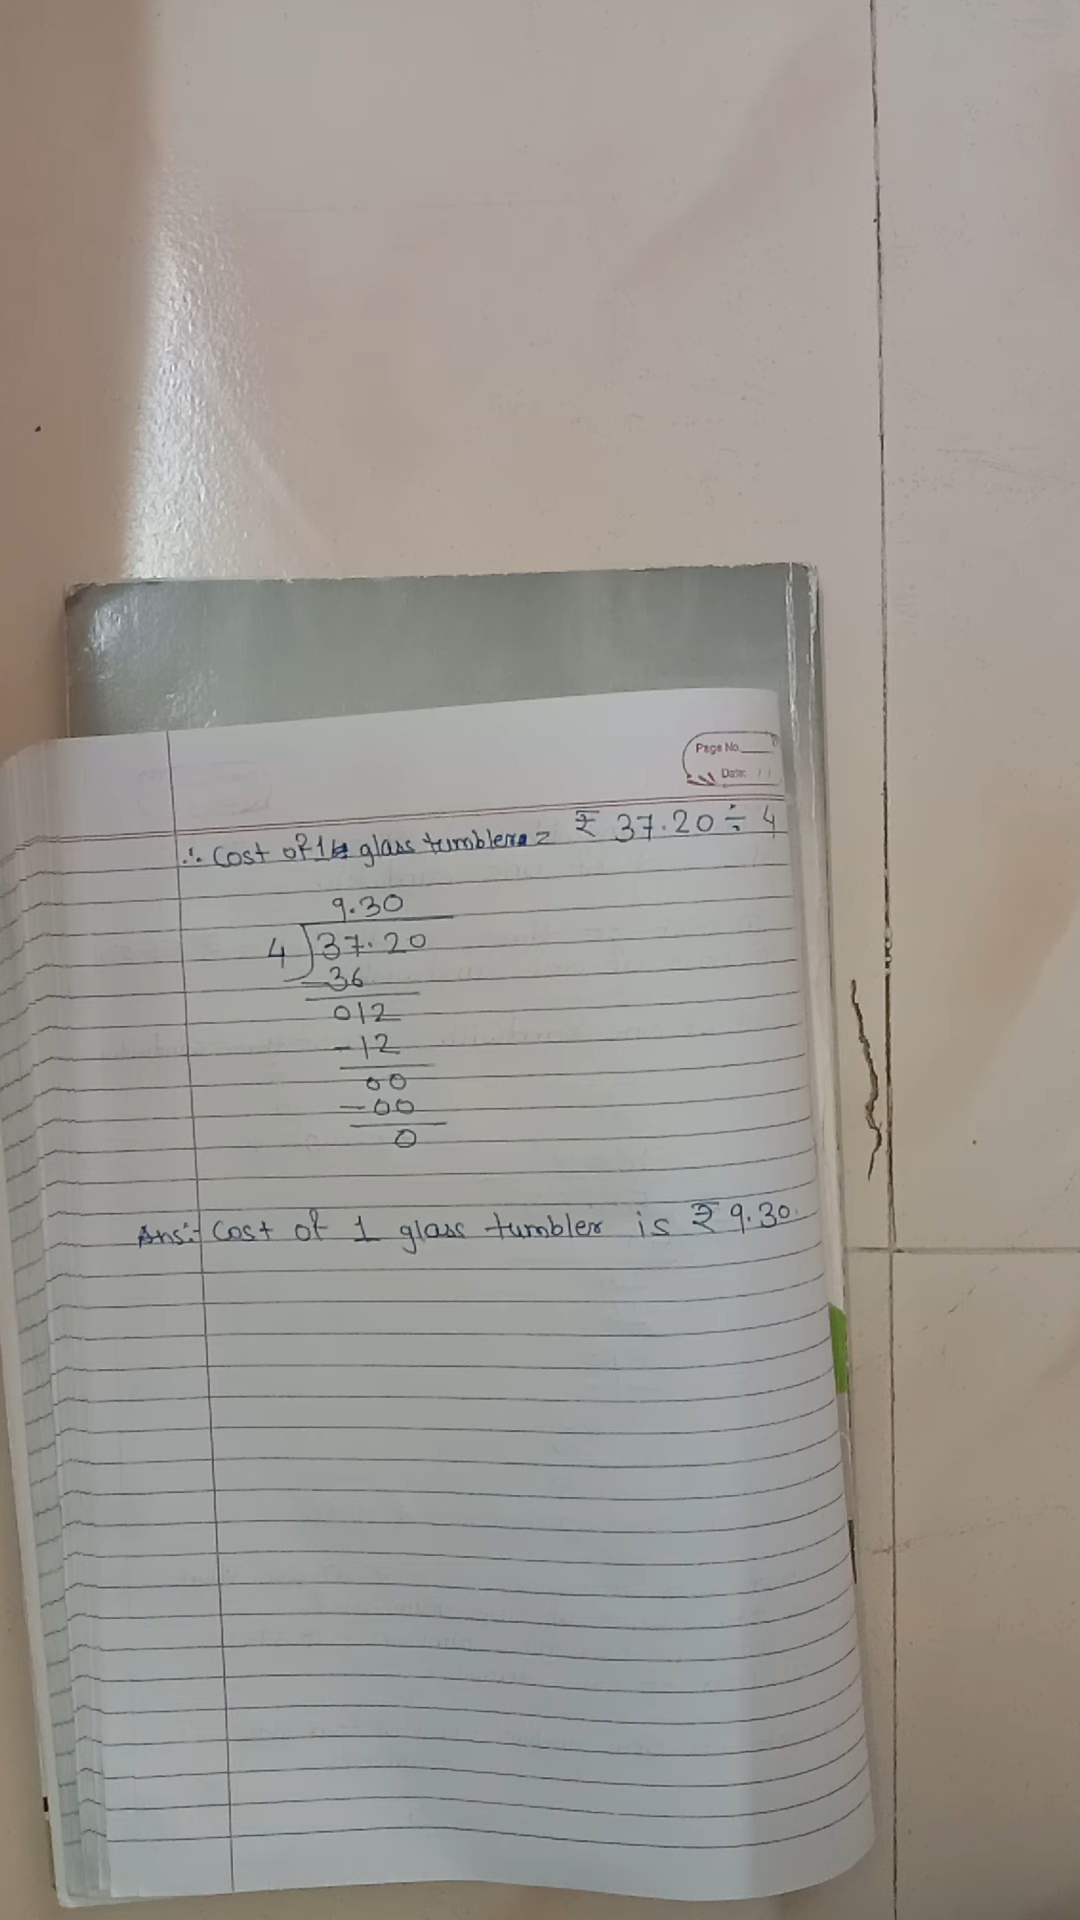 Page No.
Date: / /
∴ Cost of 1 glass tumbler = ₹ 37.20 ÷ 4
9.30
4 37.20
-36
012
-12
00
-00
0
Ans:- Cost of 1 glass tumbler is ₹ 9.30.